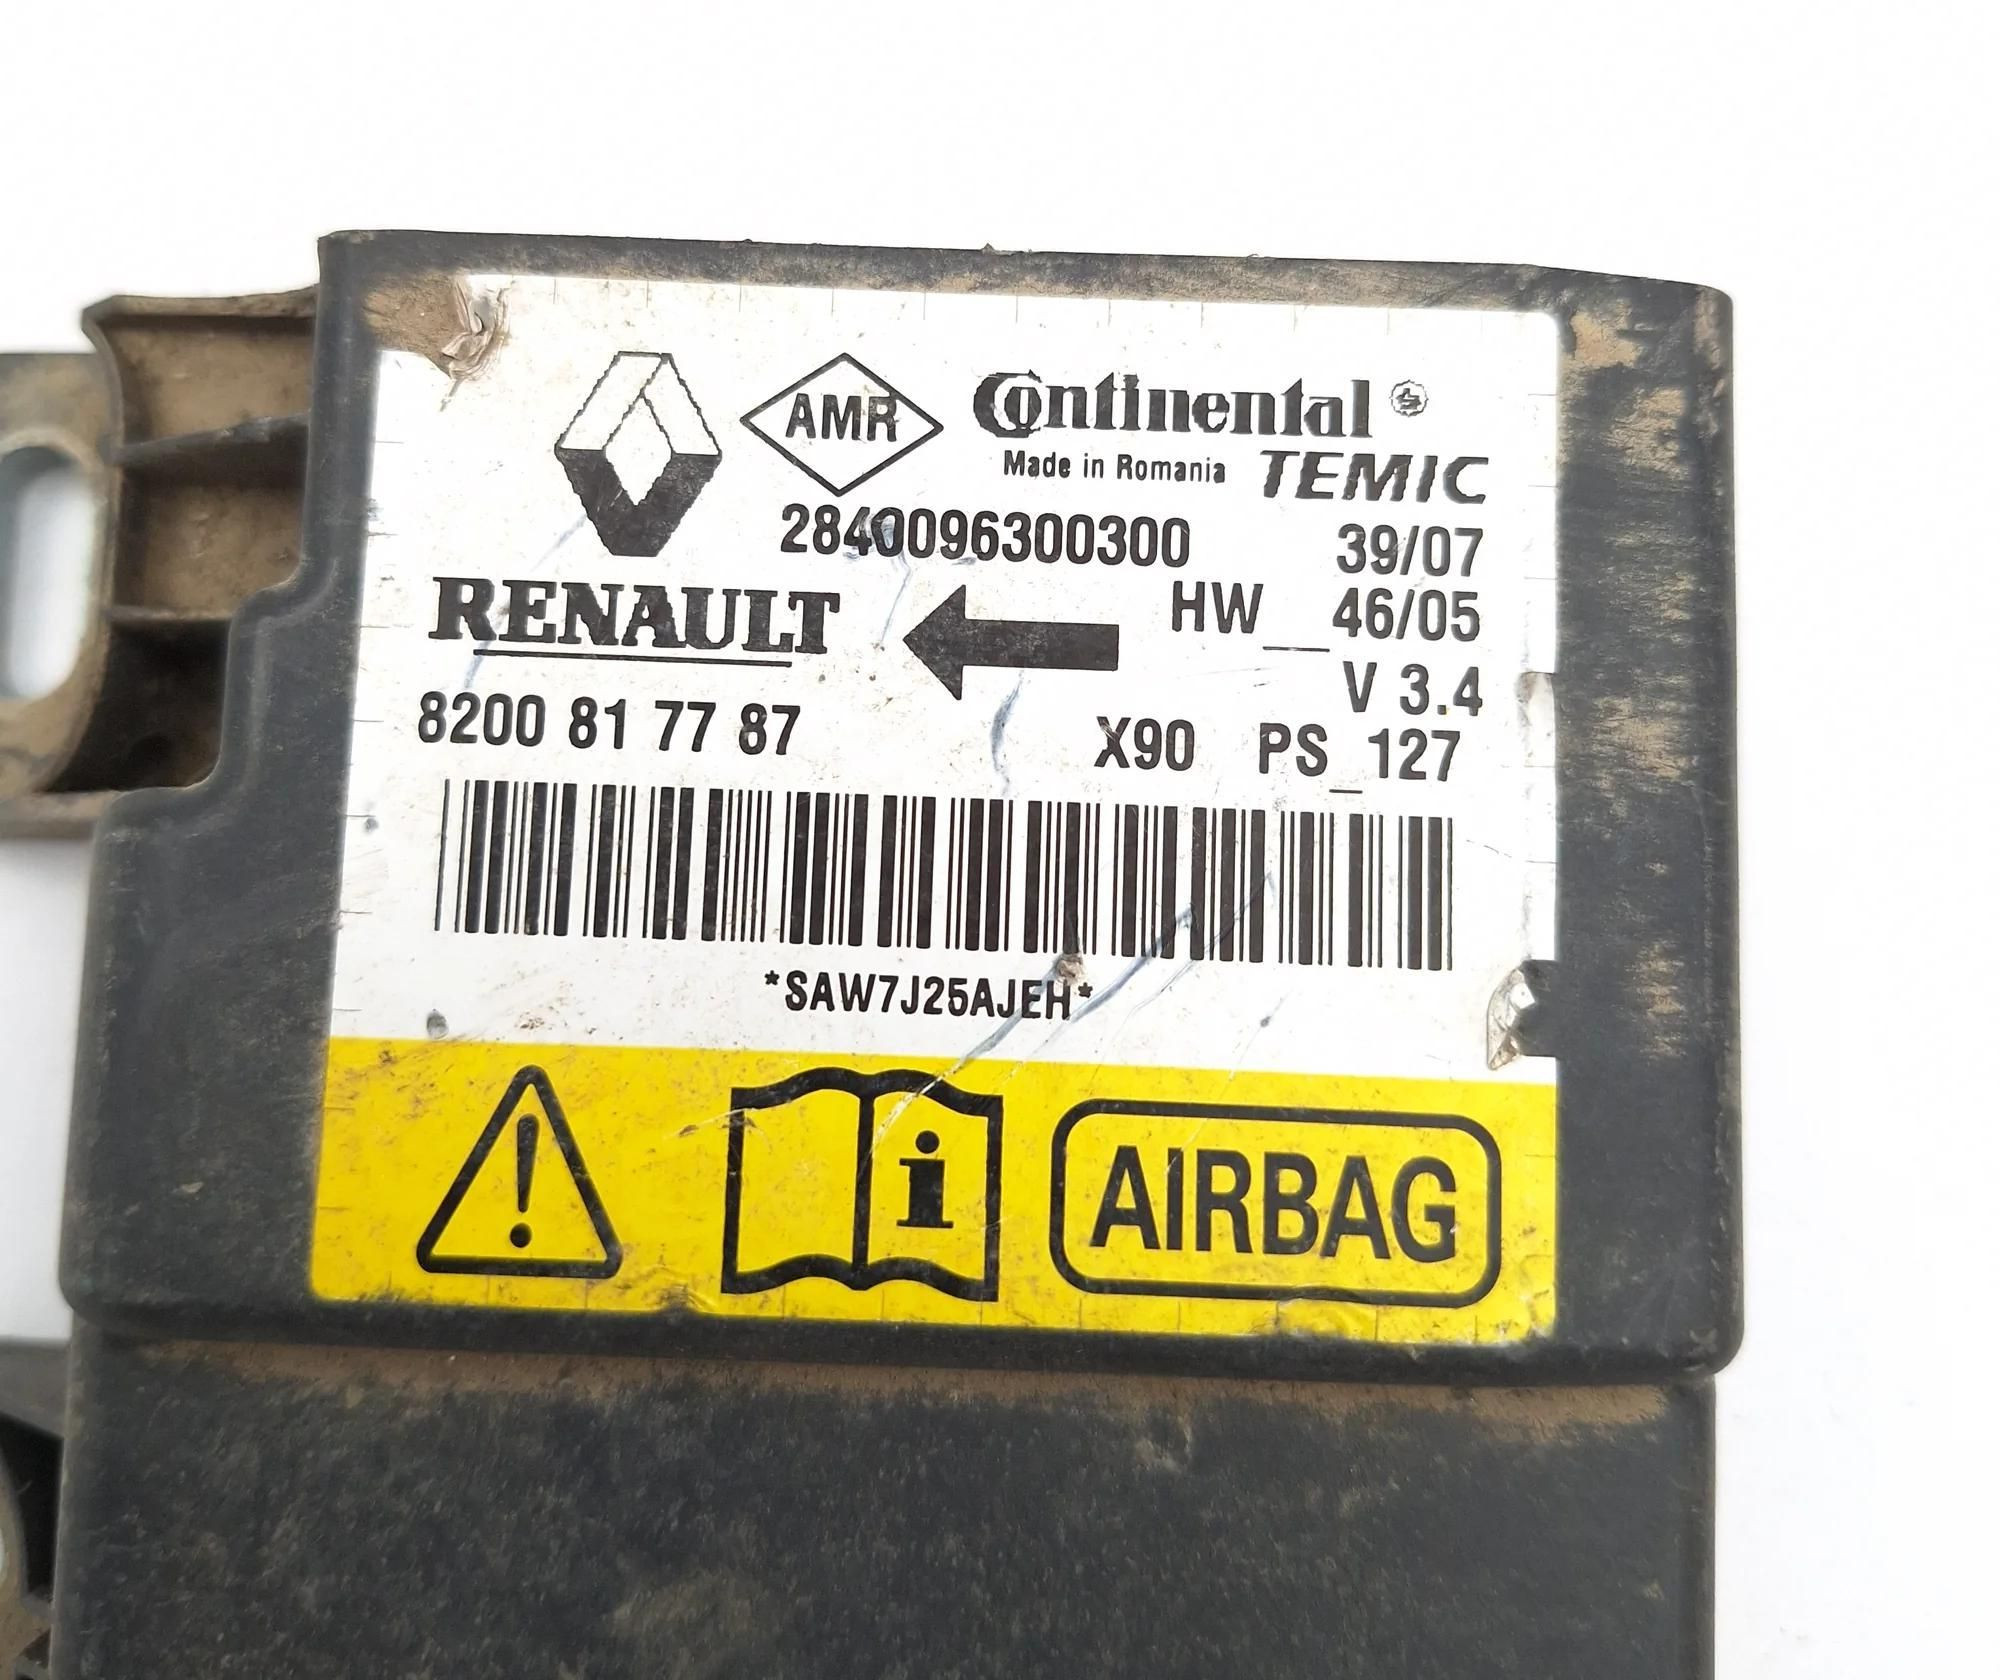 AMR Continental
Made in Romania TEMIC
2840096300300 39/07
RENAULT HW__46/05
V 3.4
8200 81 77 87 X90 PS_127
*SAW7J25AJEH*
! i AIRBAG